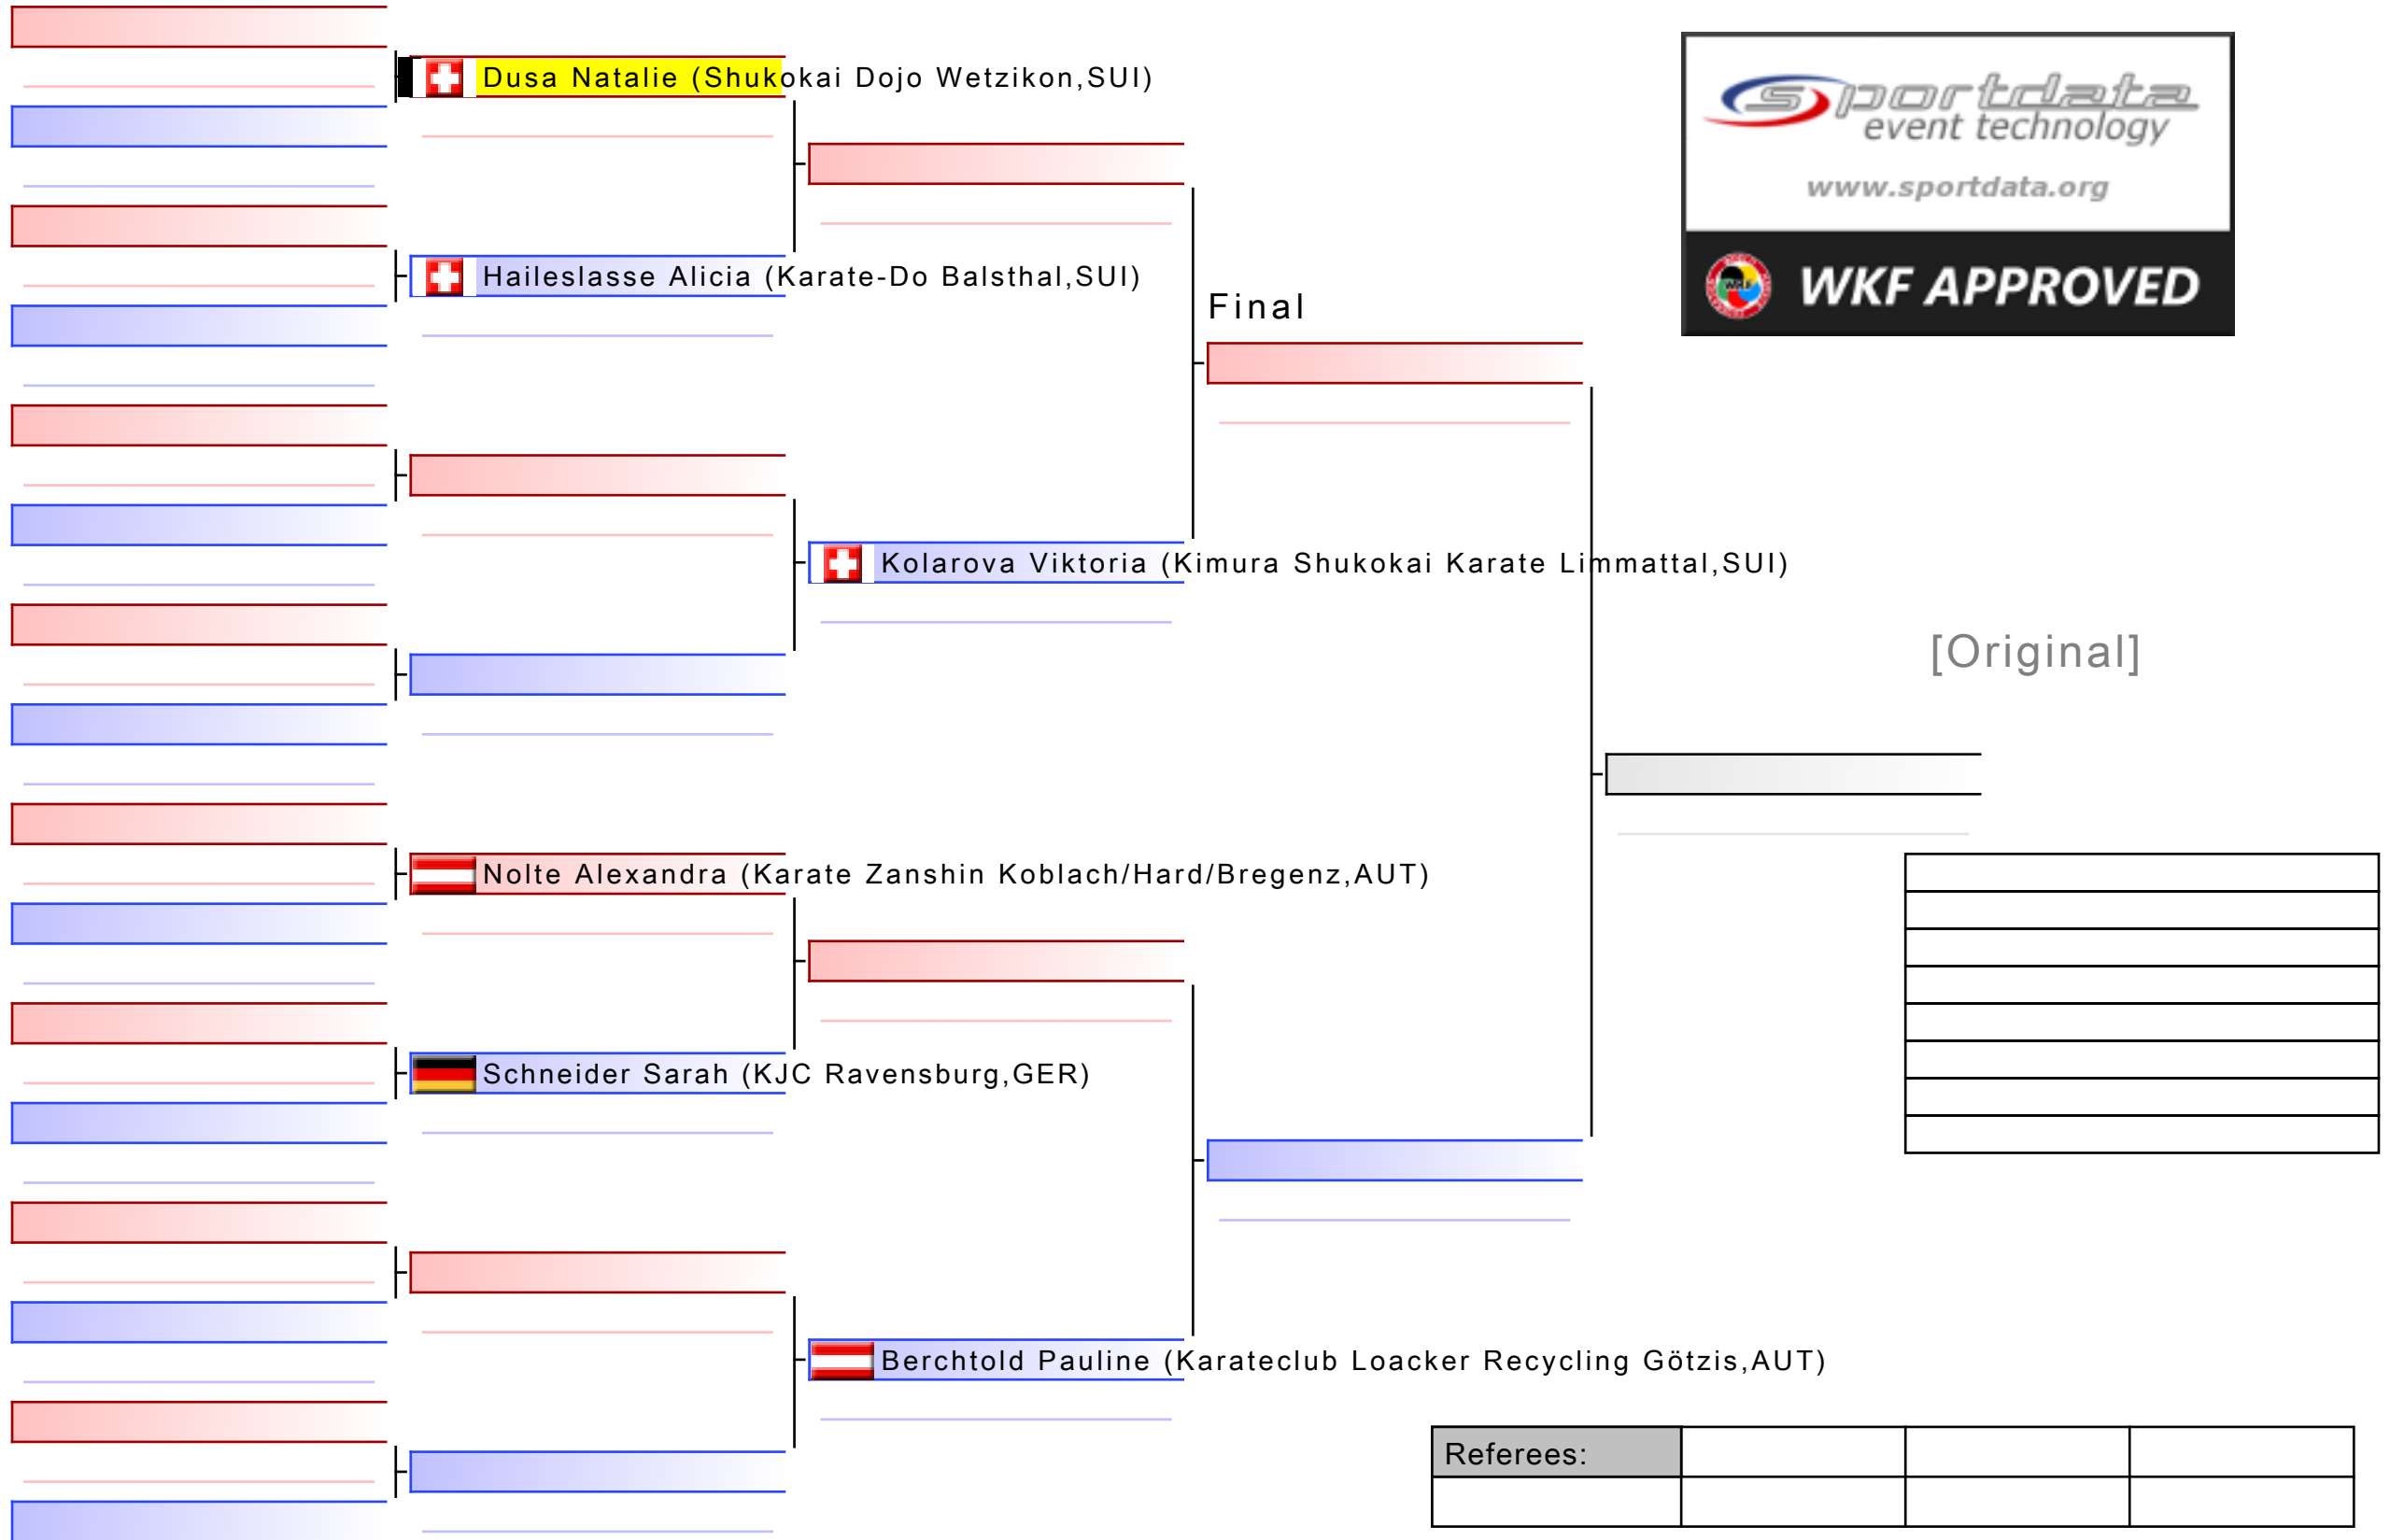 Dusa Natalie (Shukokai Dojo Wetzikon,SUI)
sportdata
event technology
www.sportdata.org
WKF APPROVED
Haileslasse Alicia (Karate-Do Balsthal,SUI)
Final
Kolarova Viktoria (Kimura Shukokai Karate Limmattal,SUI)
[Original]
Nolte Alexandra (Karate Zanshin Koblach/Hard/Bregenz,AUT)
Schneider Sarah (KJC Ravensburg,GER)
Berchtold Pauline (Karateclub Loacker Recycling Götzis,AUT)
Referees: